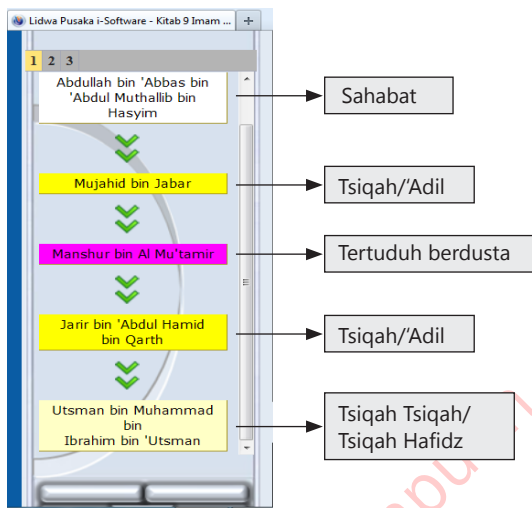 Lidwa Pusaka i-Software - Kitab 9 Imam ...
1 2 3
Abdullah bin 'Abbas bin
'Abdul Muthallib bin
Hasyim
Sahabat
Mujahid bin Jabar
Tsiqah/'Adil
Manshur bin Al Mu'tamir
Tertuduh berdusta
Jarir bin 'Abdul Hamid
bin Qarth
Tsiqah/'Adil
Utsman bin Muhammad
bin
Ibrahim bin 'Utsman
Tsiqah Tsiqah/
Tsiqah Hafidz